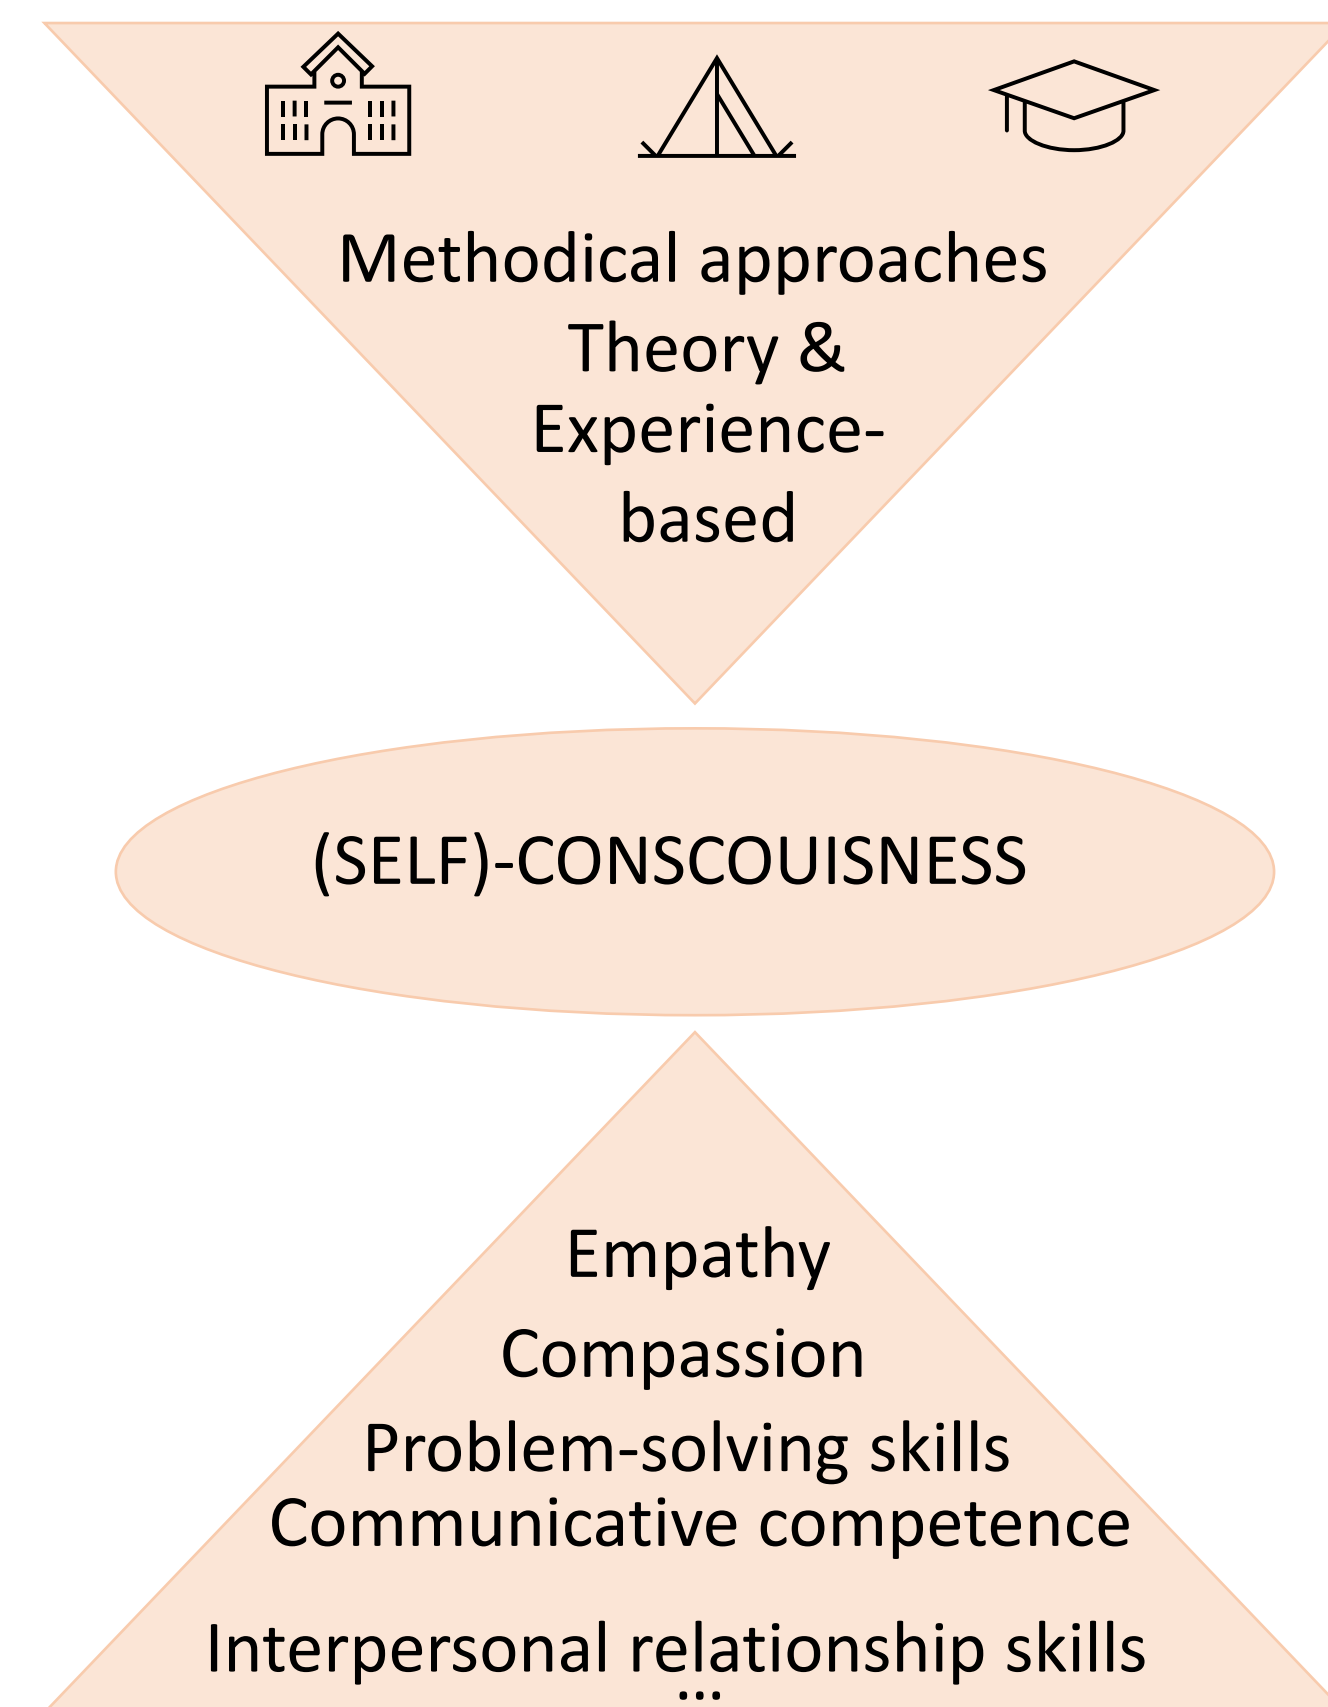 Methodical approaches
Theory &
Experience-
based
(SELF)-CONSCOUISNESS
Empathy
Compassion
Problem-solving skills
Communicative competence
Interpersonal relationship skills
...